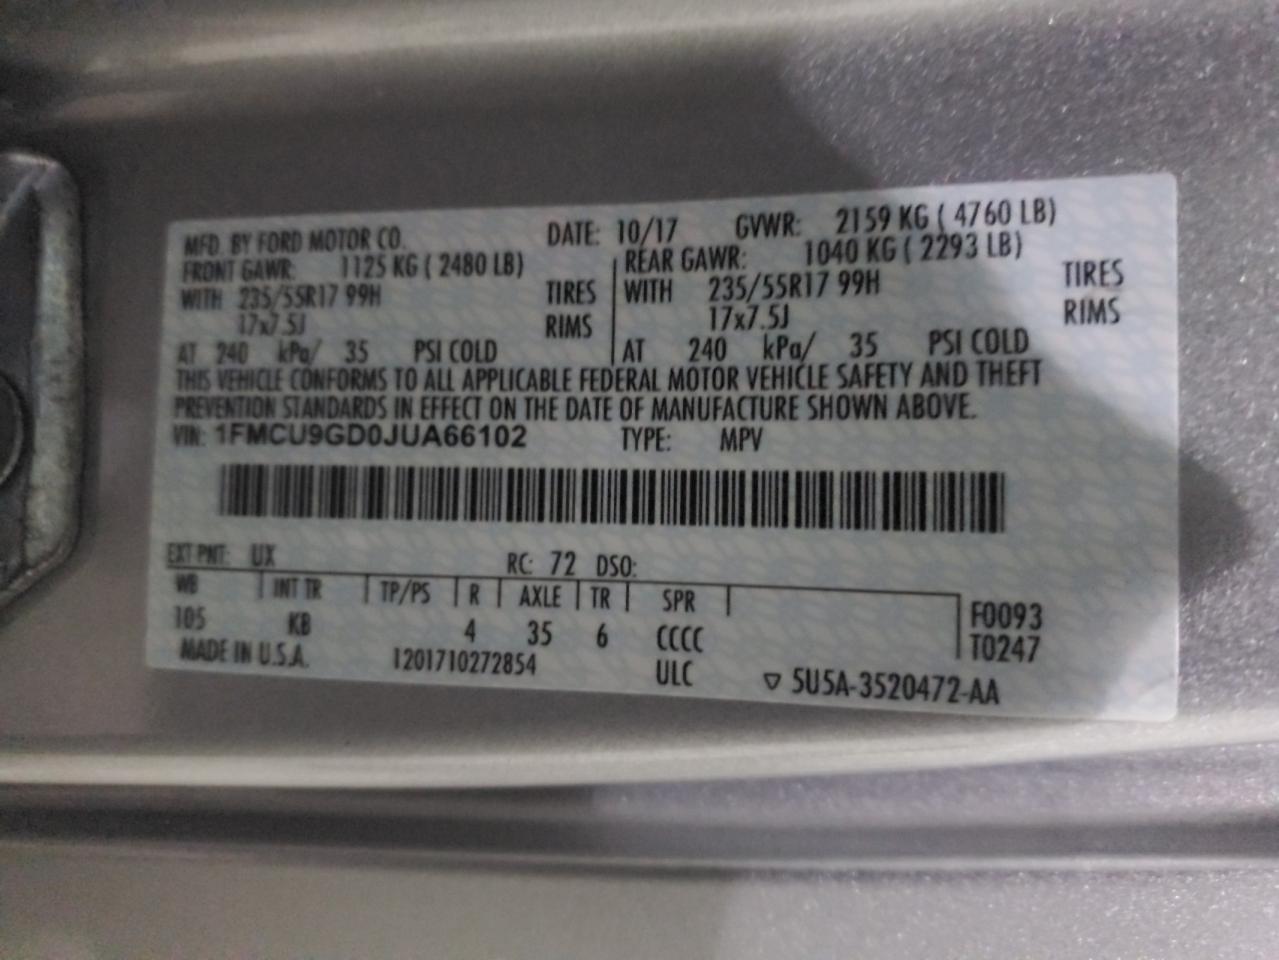 MFD. BY FORD MOTOR CO. DATE: 10/17 GVWR: 2159 KG ( 4760 LB)
FRONT GAWR: 1125 KG ( 2480 LB) REAR GAWR: 1040 KG ( 2293 LB)
WITH 235/55R17 99H TIRES WITH 235/55R17 99H TIRES
17x7.5J RIMS 17x7.5J RIMS
AT 240 kPa/ 35 PSI COLD AT 240 kPa/ 35 PSI COLD
THIS VEHICLE CONFORMS TO ALL APPLICABLE FEDERAL MOTOR VEHICLE SAFETY AND THEFT
PREVENTION STANDARDS IN EFFECT ON THE DATE OF MANUFACTURE SHOWN ABOVE.
VIN: 1FMCU9GD0JUA66102 TYPE: MPV
EXT PNT: UX RC: 72 DSO:
WB INT TR TP/PS R AXLE TR SPR F0093
105 KB 4 35 6 CCCC T0247
MADE IN U.S.A. 1201710272854 ULC ▽ 5U5A-3520472-AA